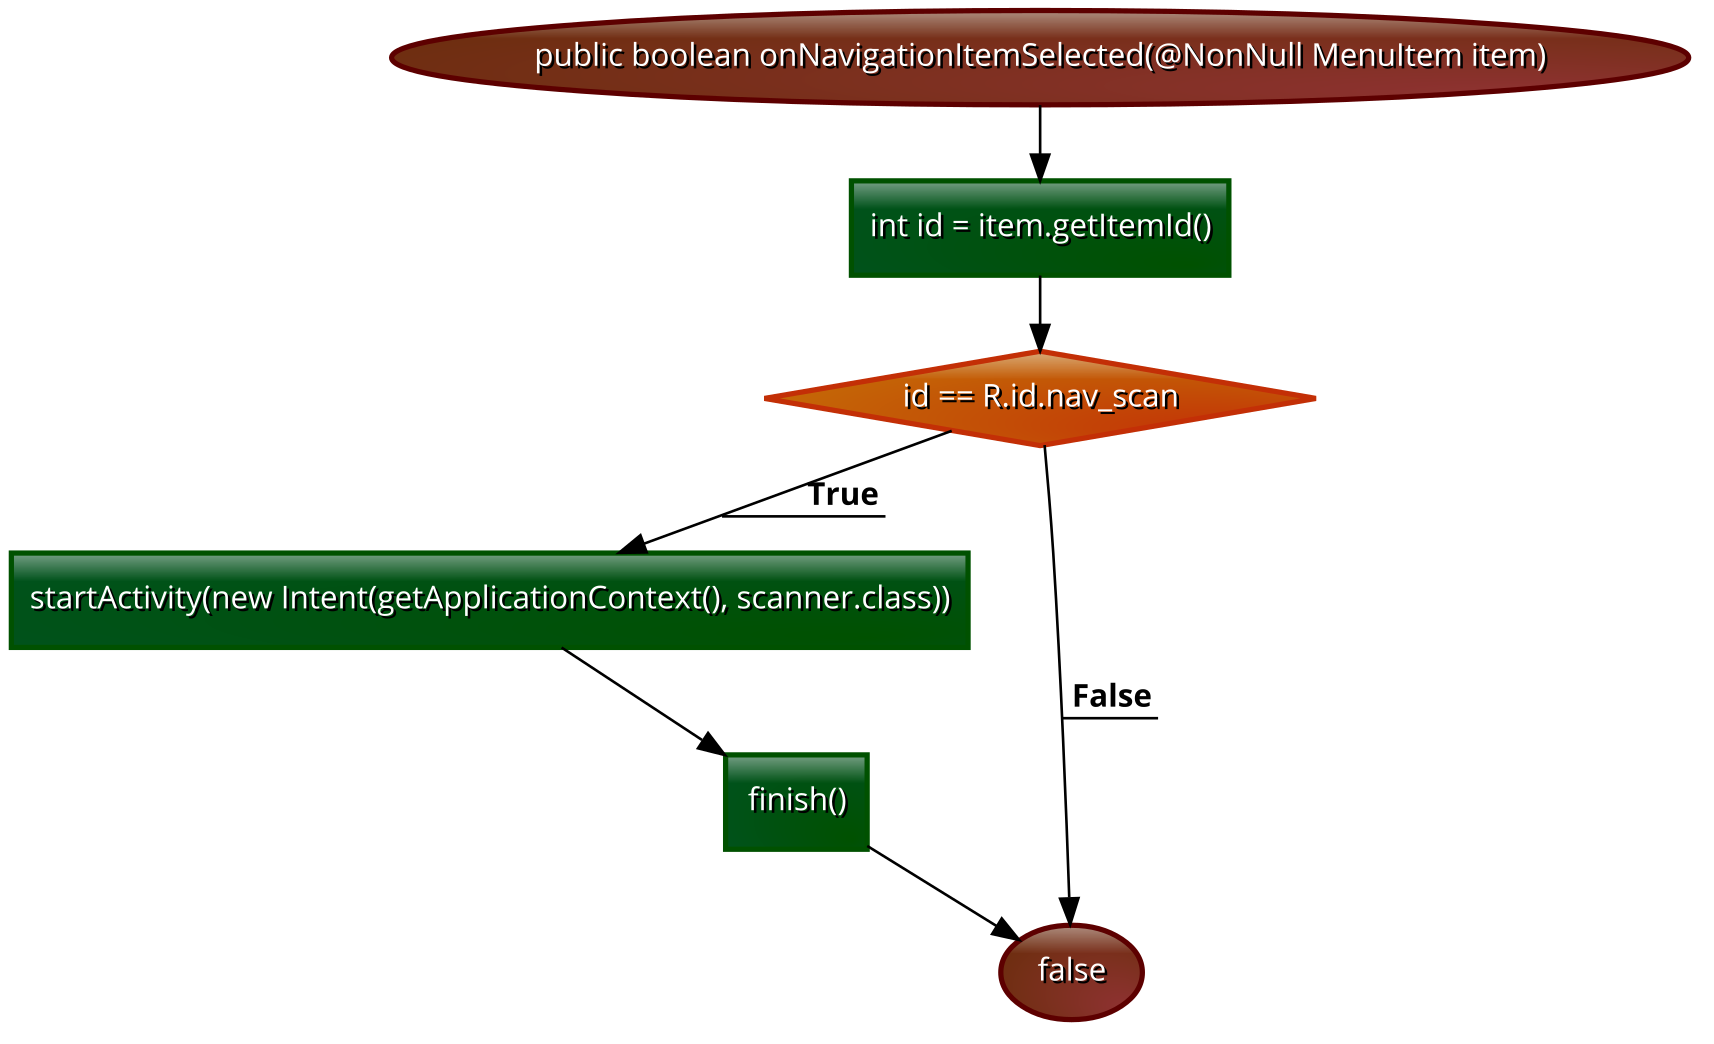 public boolean onNavigationItemSelected(@NonNull MenuItem item)
int id = item.getItemId()
id == R.id.nav_scan
True
startActivity(new Intent(getApplicationContext(), scanner.class))
False
finish()
false